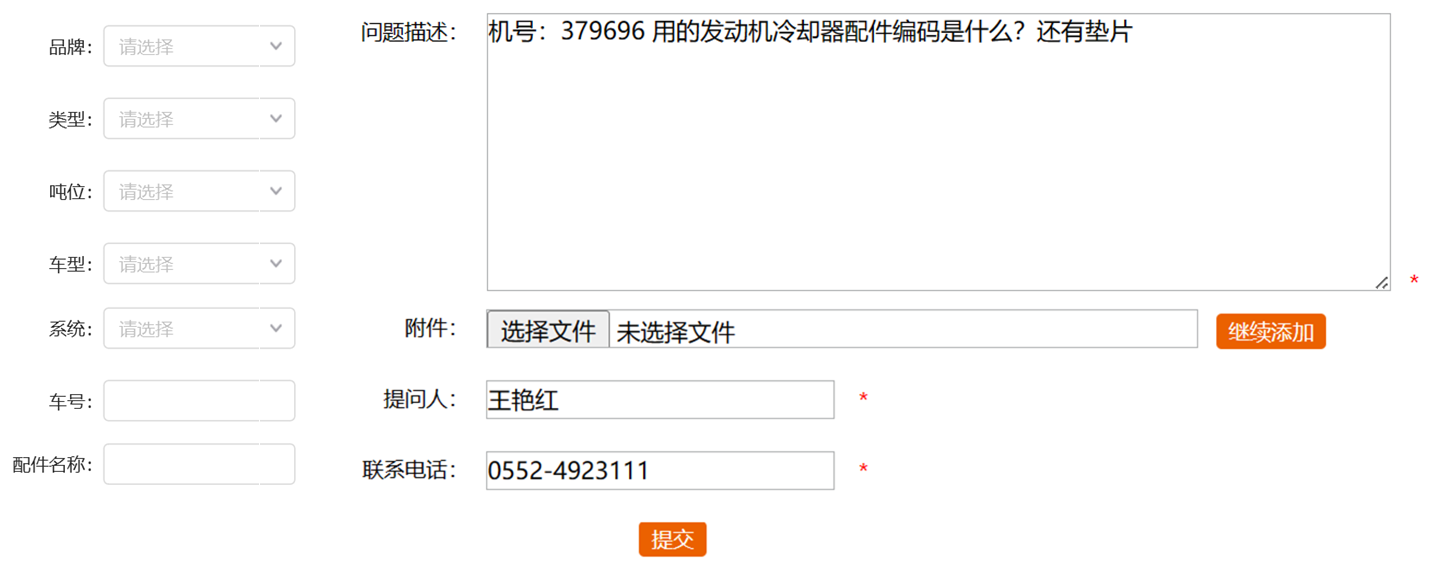 品牌： 请选择
类型： 请选择
吨位： 请选择
车型： 请选择
系统： 请选择
车号：
配件名称：
问题描述： 机号：379696 用的发动机冷却器配件编码是什么？还有垫片
*
附件： 选择文件 未选择文件 继续添加
提问人： 王艳红 *
联系电话： 0552-4923111 *
提交